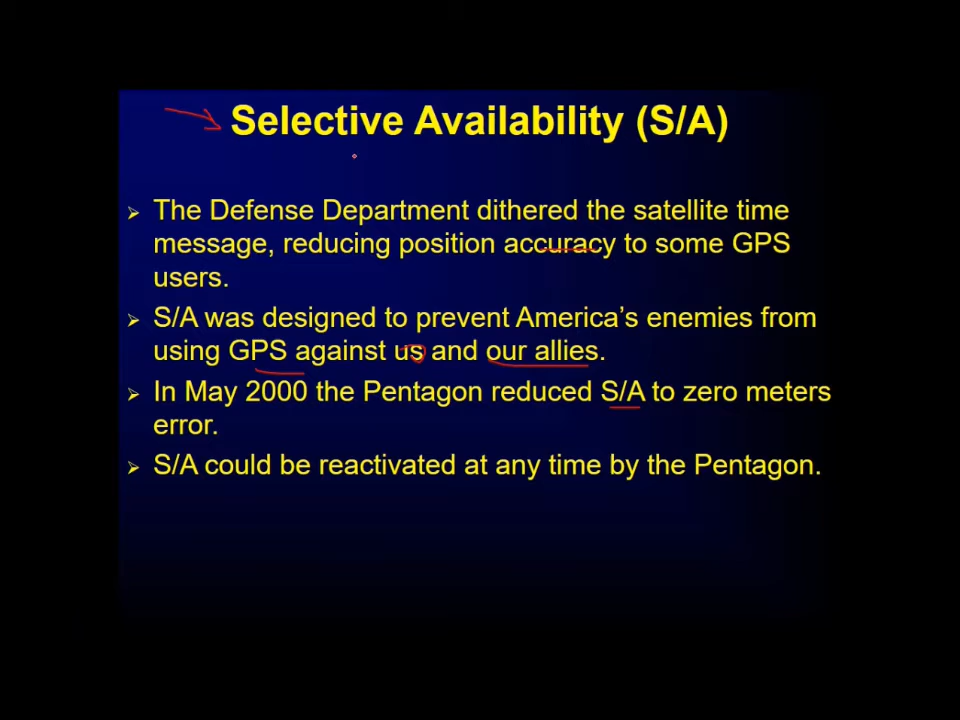 Selective Availability (S/A)
The Defense Department dithered the satellite time
message, reducing position accuracy to some GPS
users.
S/A was designed to prevent America's enemies from
using GPS against us and our allies.
In May 2000 the Pentagon reduced S/A to zero meters
error.
S/A could be reactivated at any time by the Pentagon.